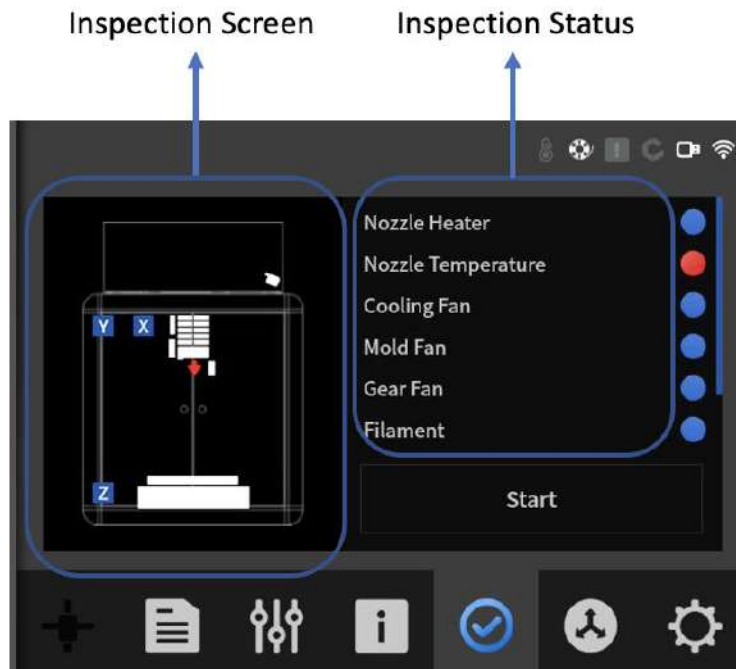 Inspection Screen
Inspection Status
Nozzle Heater
Nozzle Temperature
Cooling Fan
Mold Fan
Gear Fan
Filament
Y X
Z
Start